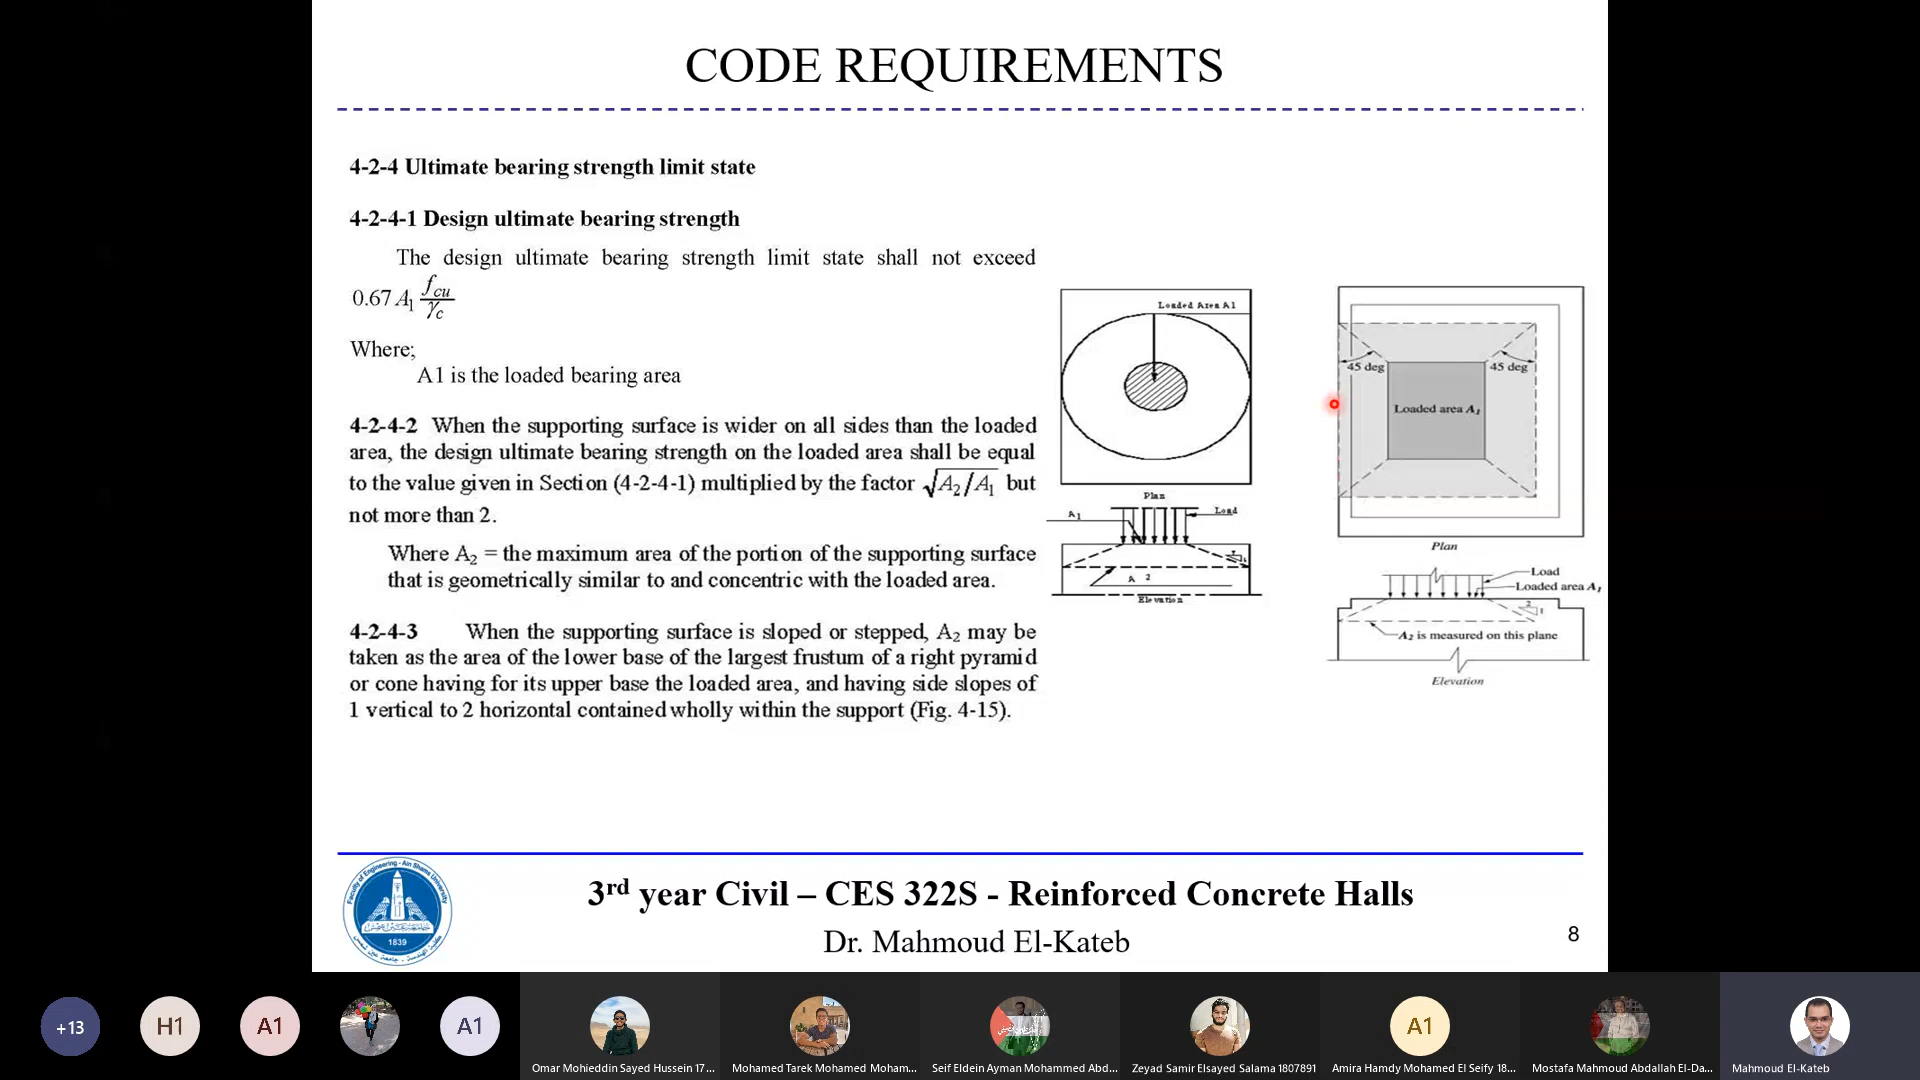 CODE REQUIREMENTS
4-2-4 Ultimate bearing strength limit state
4-2-4-1 Design ultimate bearing strength
The design ultimate bearing strength limit state shall not exceed
0.67 A₁ f_cu / γ_c
Where;
A1 is the loaded bearing area
4-2-4-2 When the supporting surface is wider on all sides than the loaded
area, the design ultimate bearing strength on the loaded area shall be equal
to the value given in Section (4-2-4-1) multiplied by the factor √A₂/A₁ but
not more than 2.
Where A₂ = the maximum area of the portion of the supporting surface
that is geometrically similar to and concentric with the loaded area.
4-2-4-3 When the supporting surface is sloped or stepped, A₂ may be
taken as the area of the lower base of the largest frustum of a right pyramid
or cone having for its upper base the loaded area, and having side slopes of
1 vertical to 2 horizontal contained wholly within the support (Fig. 4-15).
Loaded Area A1
Plan
A1
Load
A 2
Elevation
45 deg
45 deg
Loaded area A₁
Plan
Load
Loaded area A₁
2
1
A₂ is measured on this plane
Elevation
Faculty of Engineering - Ain Shams University
1839
3rd year Civil – CES 322S - Reinforced Concrete Halls
Dr. Mahmoud El-Kateb
8
+13
H1
A1
A1
A1
Omar Mohieddin Sayed Hussein 17...
Mohamed Tarek Mohamed Moham...
Seif Eldein Ayman Mohammed Abd...
Zeyad Samir Elsayed Salama 1807891
Amira Hamdy Mohamed El Seify 18...
Mostafa Mahmoud Abdallah El-Da...
Mahmoud El-Kateb